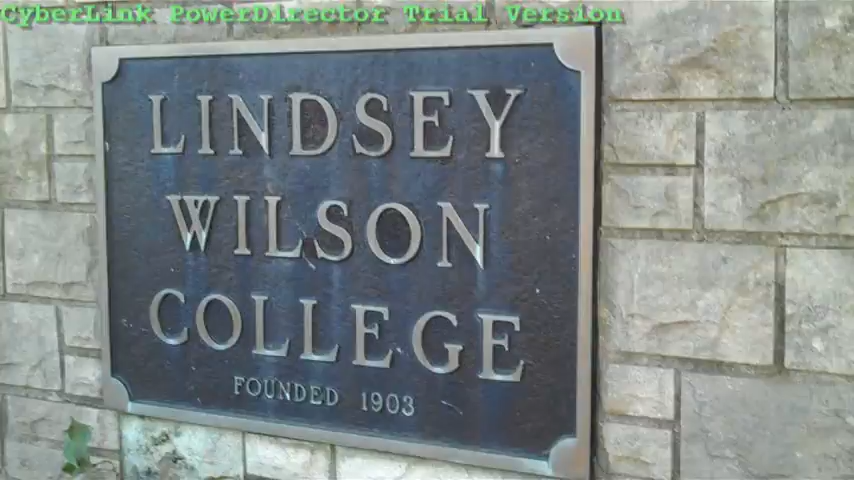 CyberLink PowerDirector Trial Version
LINDSEY
WILSON
COLLEGE
FOUNDED 1903